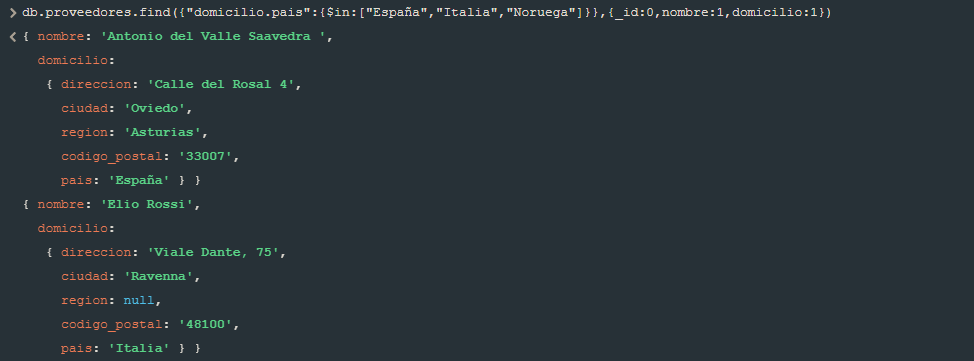 > db.proveedores.find({"domicilio.pais":{$in:["España","Italia","Noruega"]}},{_id:0,nombre:1,domicilio:1})
< { nombre: 'Antonio del Valle Saavedra ',
domicilio:
{ direccion: 'Calle del Rosal 4',
ciudad: 'Oviedo',
region: 'Asturias',
codigo_postal: '33007',
pais: 'España' } }
{ nombre: 'Elio Rossi',
domicilio:
{ direccion: 'Viale Dante, 75',
ciudad: 'Ravenna',
region: null,
codigo_postal: '48100',
pais: 'Italia' } }